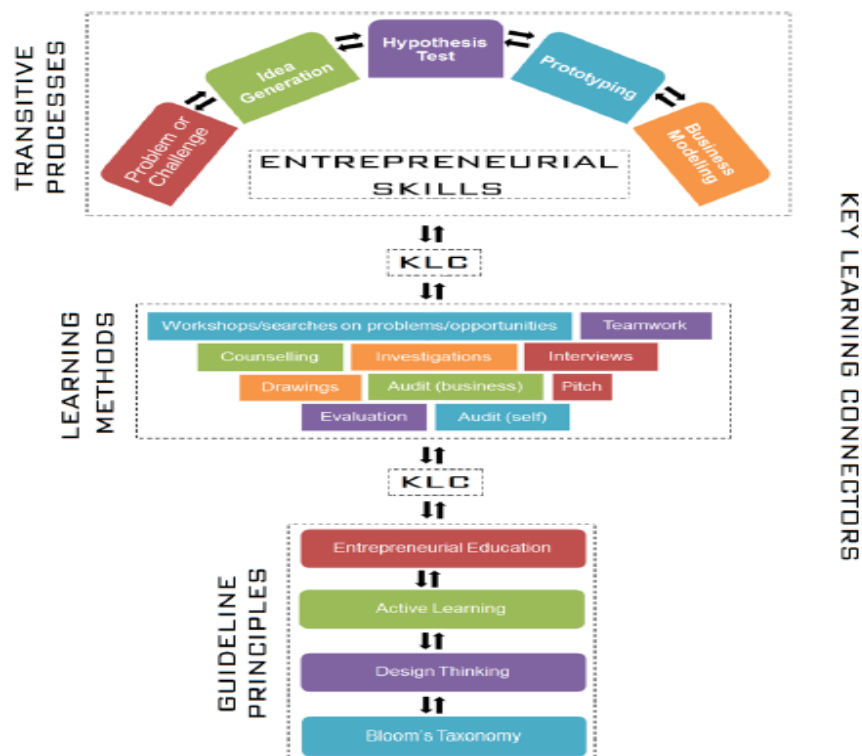 TRANSITIVE
PROCESSES
Problem or
Challenge
Idea
Generation
Hypothesis
Test
Prototyping
Business
Modeling
ENTREPRENEURIAL
SKILLS
KLC
LEARNING
METHODS
Workshops/searches on problems/opportunities
Teamwork
Counselling
Investigations
Interviews
Drawings
Audit (business)
Pitch
Evaluation
Audit (self)
KLC
GUIDELINE
PRINCIPLES
Entrepreneurial Education
Active Learning
Design Thinking
Bloom's Taxonomy
KEY LEARNING CONNECTORS